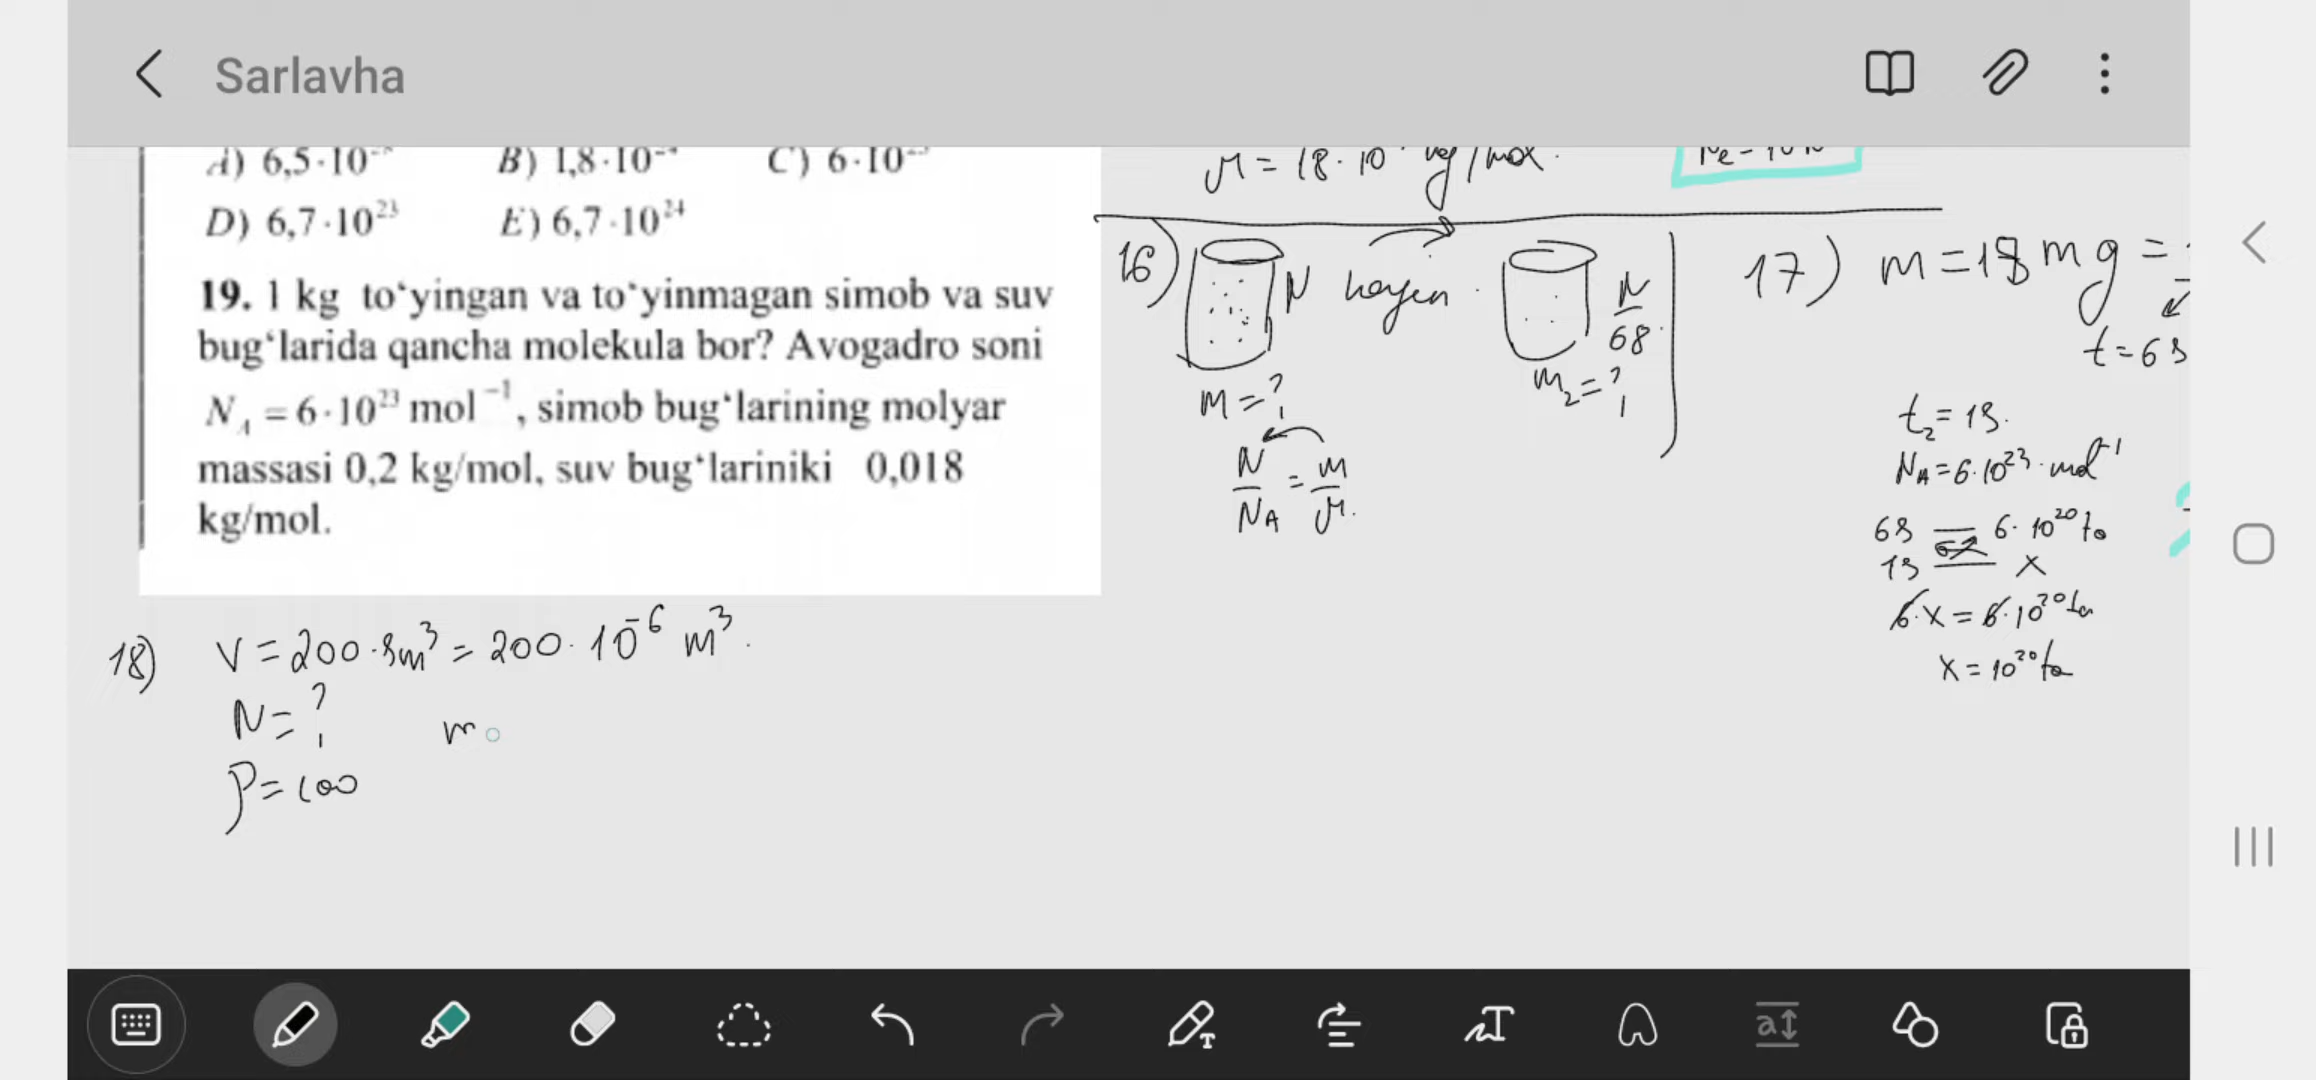 Sarlavha
A) 6,5·10 B) 1,8·10 C) 6·10
D) 6,7·10²³ E) 6,7·10²⁴
19. 1 kg to‘yingan va to‘yinmagan simob va suv
bug‘larida qancha molekula bor? Avogadro soni
N_A = 6·10²³ mol⁻¹, simob bug‘larining molyar
massasi 0,2 kg/mol, suv bug‘lariniki 0,018
kg/mol.
18) V = 200·sm³ = 200·10⁻⁶ m³.
N = ?
ρ = 100
m
M = 18·10 kg/mol.
16) N N/68
m = ? m₂ = ?
N/N_A = m/M.
17) m = 18 mg =
t = 6s
t₂ = 1s.
N_A = 6·10²³·mol⁻¹
6s = 6·10²⁰ ta
1s x
6·x = 6·10²⁰ ta
x = 10²⁰ ta